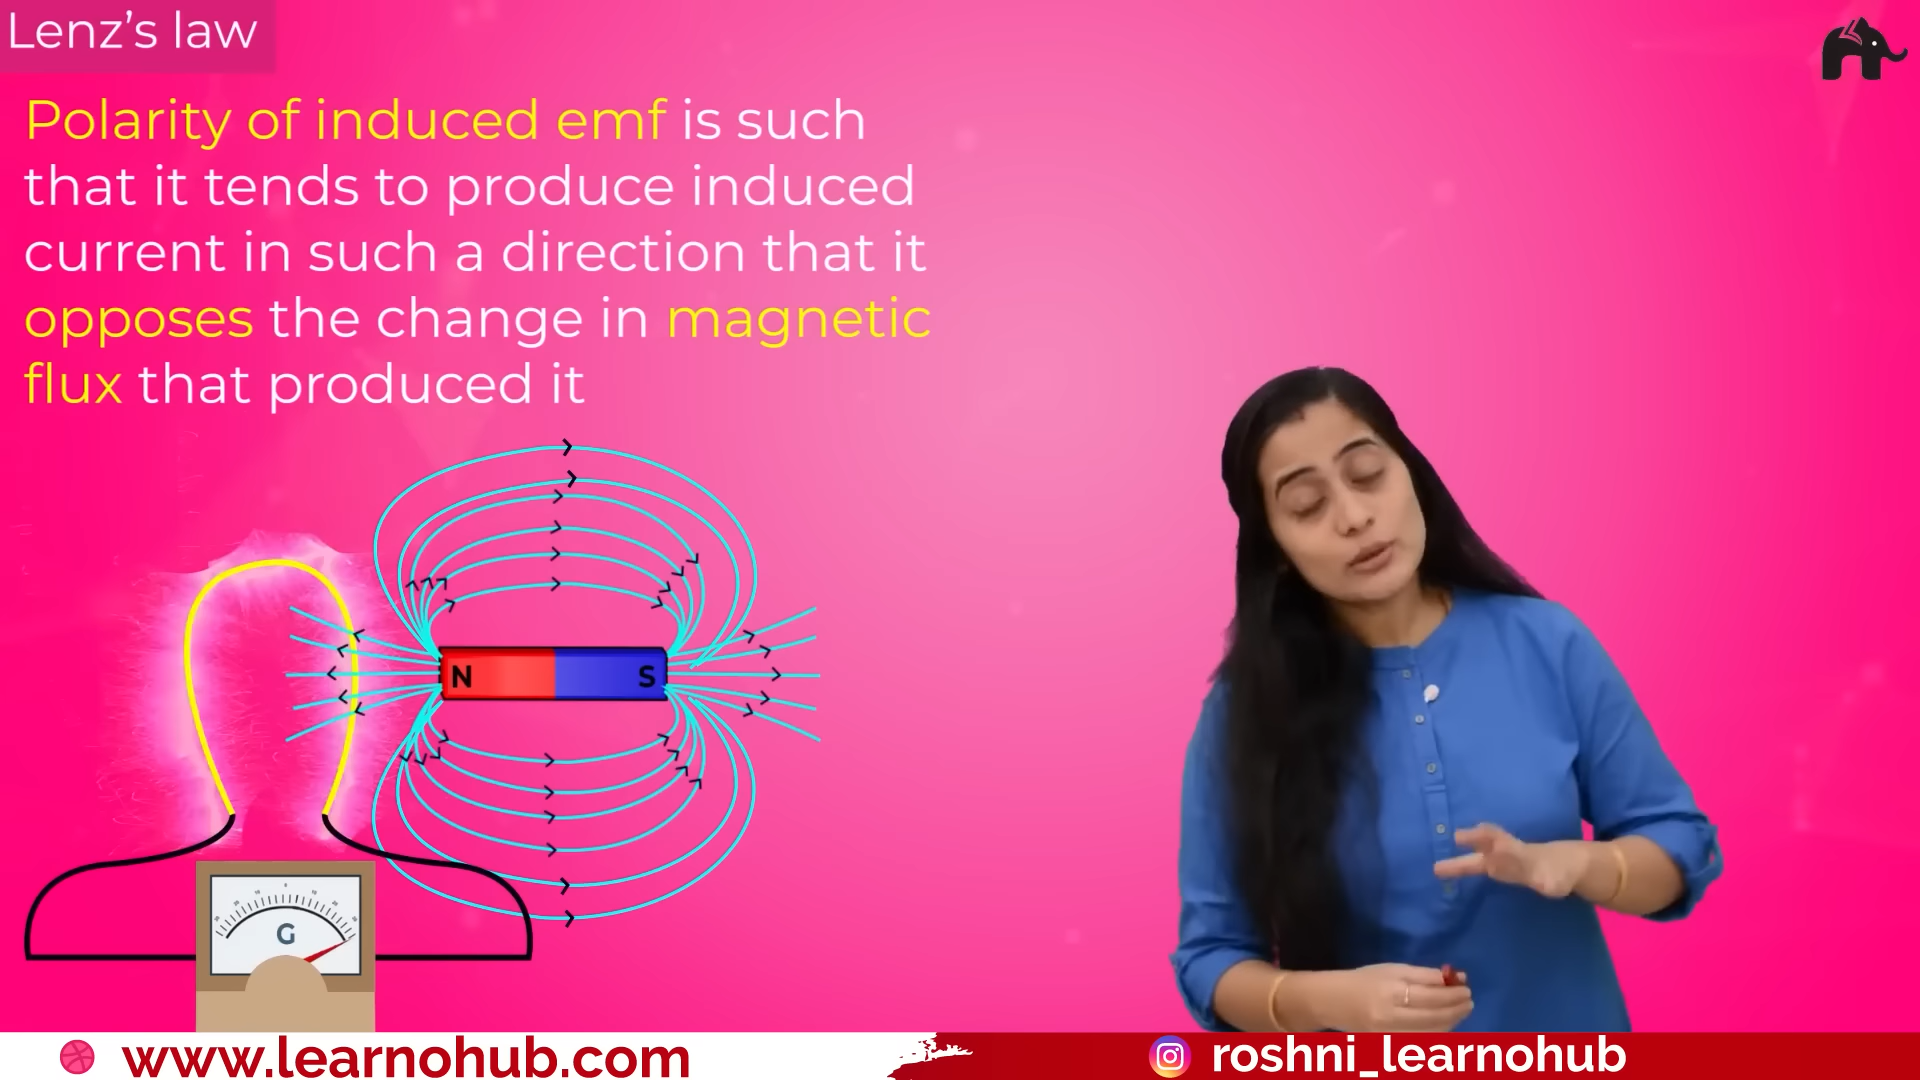 Lenz’s law
Polarity of induced emf is such
that it tends to produce induced
current in such a direction that it
opposes the change in magnetic
flux that produced it
N
S
G
www.learnohub.com
roshni_learnohub